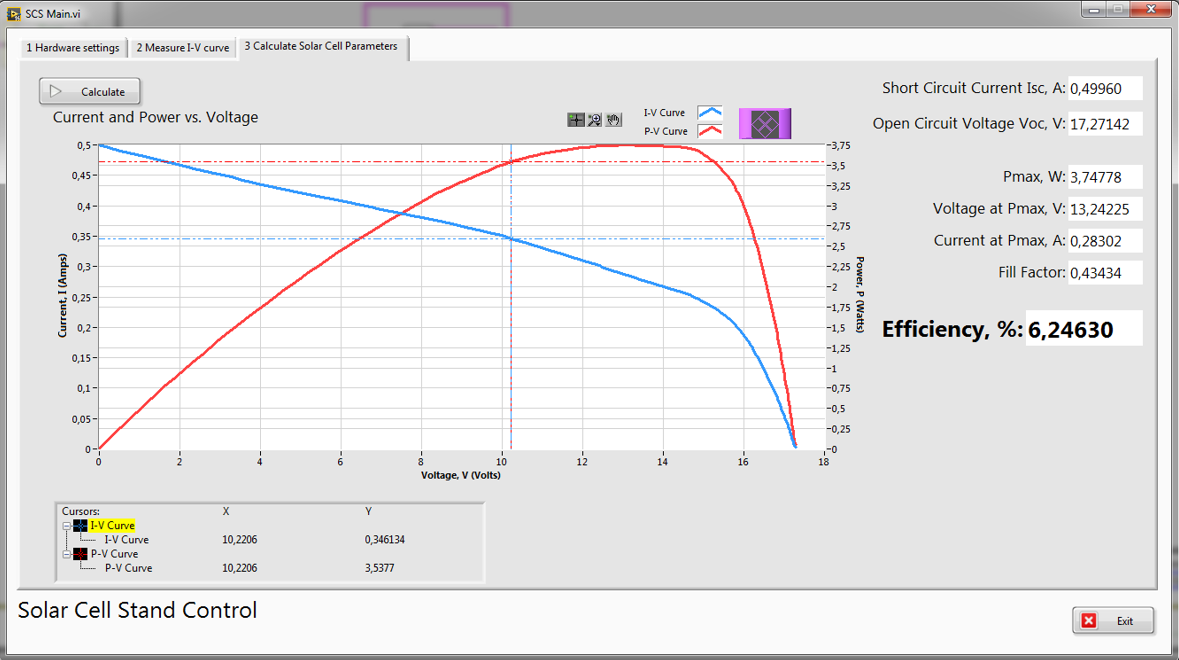 SCS Main.vi
1 Hardware settings
2 Measure I-V curve
3 Calculate Solar Cell Parameters
Calculate
Current and Power vs. Voltage
I-V Curve
P-V Curve
Short Circuit Current Isc, A: 0,49960
Open Circuit Voltage Voc, V: 17,27142
Pmax, W: 3,74778
Voltage at Pmax, V: 13,24225
Current at Pmax, A: 0,28302
Fill Factor: 0,43434
Efficiency, %: 6,24630
Current, I (Amps)
0,5
0,45
0,4
0,35
0,3
0,25
0,2
0,15
0,1
0,05
0
3,75
3,5
3,25
3
2,75
2,5
2,25
2
1,75
1,5
1,25
1
0,75
0,5
0,25
0
Power, P (Watts)
0 2 4 6 8 10 12 14 16 18
Voltage, V (Volts)
Cursors: X Y
I-V Curve
I-V Curve 10,2206 0,346134
P-V Curve
P-V Curve 10,2206 3,5377
Solar Cell Stand Control
Exit